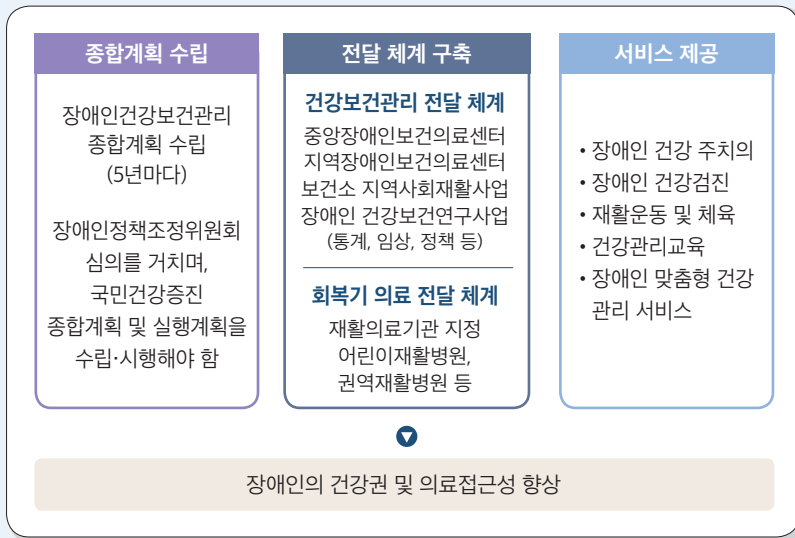 종합계획 수립
장애인건강보건관리
종합계획 수립
(5년마다)
장애인정책조정위원회
심의를 거치며,
국민건강증진
종합계획 및 실행계획을
수립·시행해야 함
전달 체계 구축
건강보건관리 전달 체계
중앙장애인보건의료센터
지역장애인보건의료센터
보건소 지역사회재활사업
장애인 건강보건연구사업
(통계, 임상, 정책 등)
회복기 의료 전달 체계
재활의료기관 지정
어린이재활병원,
권역재활병원 등
서비스 제공
• 장애인 건강 주치의
• 장애인 건강검진
• 재활운동 및 체육
• 건강관리교육
• 장애인 맞춤형 건강
관리 서비스
장애인의 건강권 및 의료접근성 향상